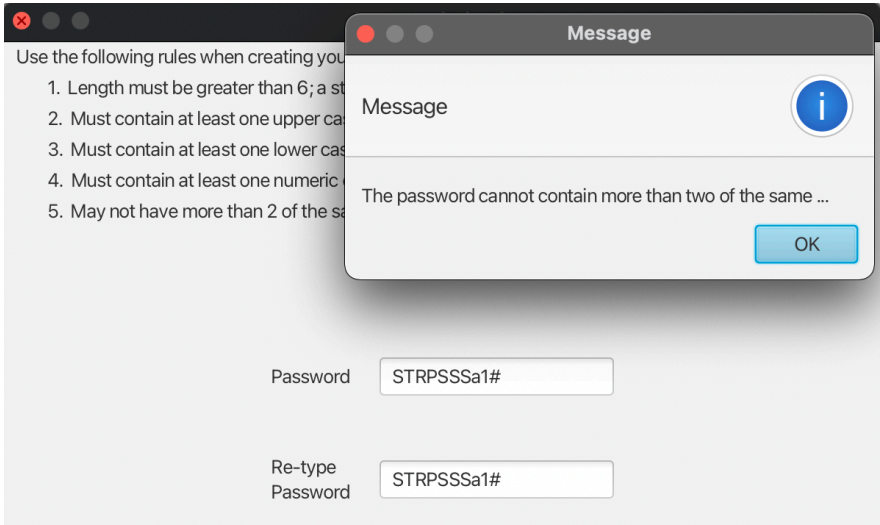 Message
Use the following rules when creating you
1. Length must be greater than 6; a st
2. Must contain at least one upper ca
3. Must contain at least one lower cas
4. Must contain at least one numeric
5. May not have more than 2 of the sa
Message
The password cannot contain more than two of the same ...
OK
Password STRPSSSa1#
Re-type
Password STRPSSSa1#